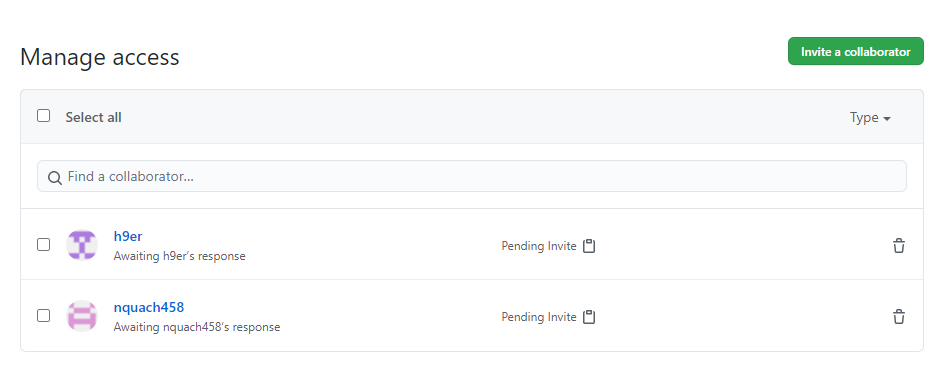 Manage access
Invite a collaborator
Select all
Type
Find a collaborator...
h9er
Awaiting h9er's response
Pending Invite
nquach458
Awaiting nquach458's response
Pending Invite